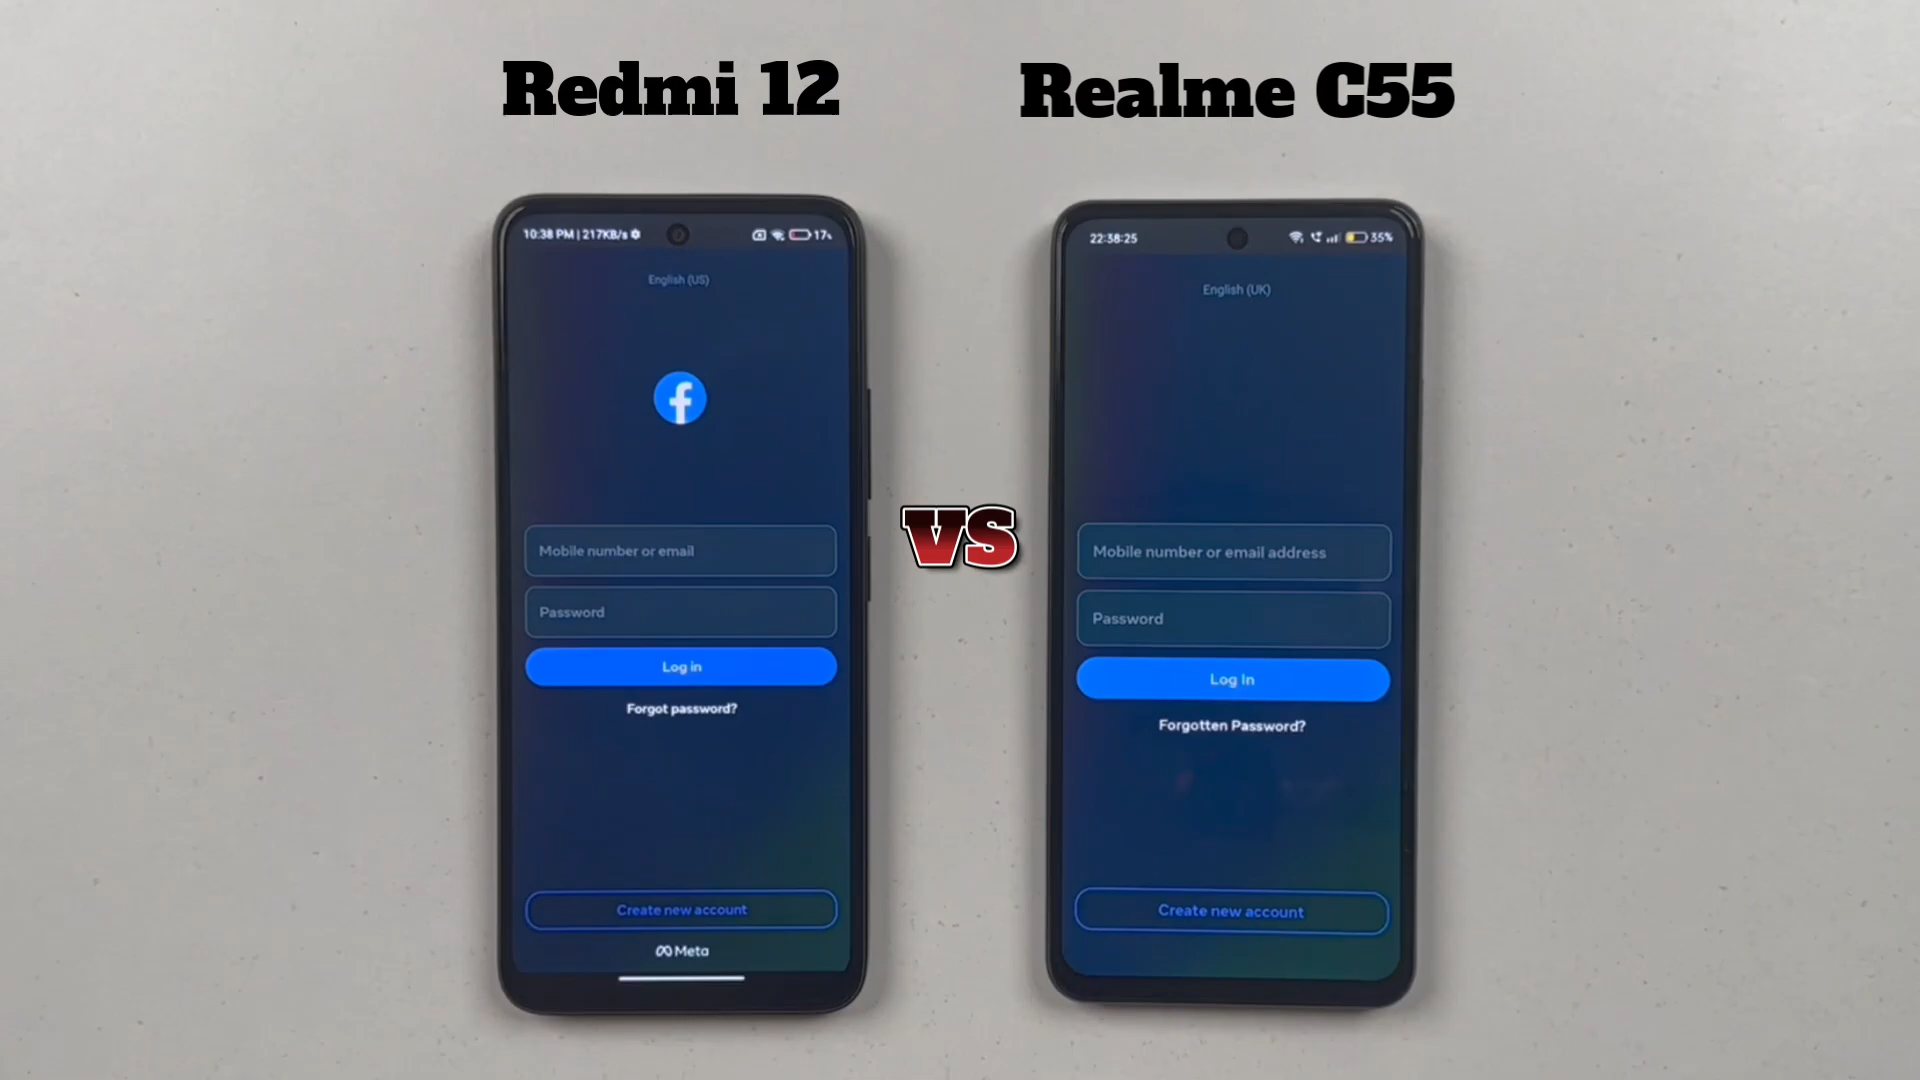 Redmi 12
Realme C55
VS
10:38 PM | 217KB/s
17%
English (US)
Mobile number or email
Password
Log in
Forgot password?
Create new account
Meta
22:38:25
35%
English (UK)
Mobile number or email address
Password
Log In
Forgotten Password?
Create new account